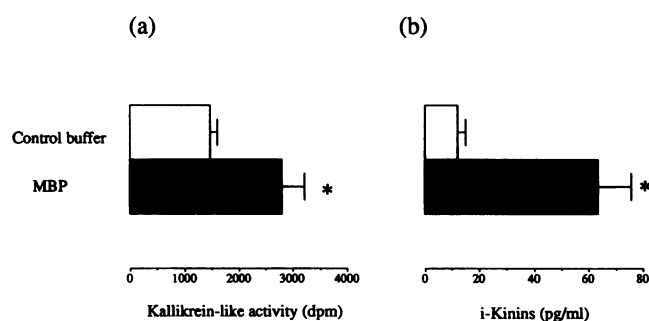 (a) (b)
Control buffer
MBP
* *
0 1000 2000 3000 4000 0 20 40 60 80
Kallikrein-like activity (dpm) i-Kinins (pg/ml)